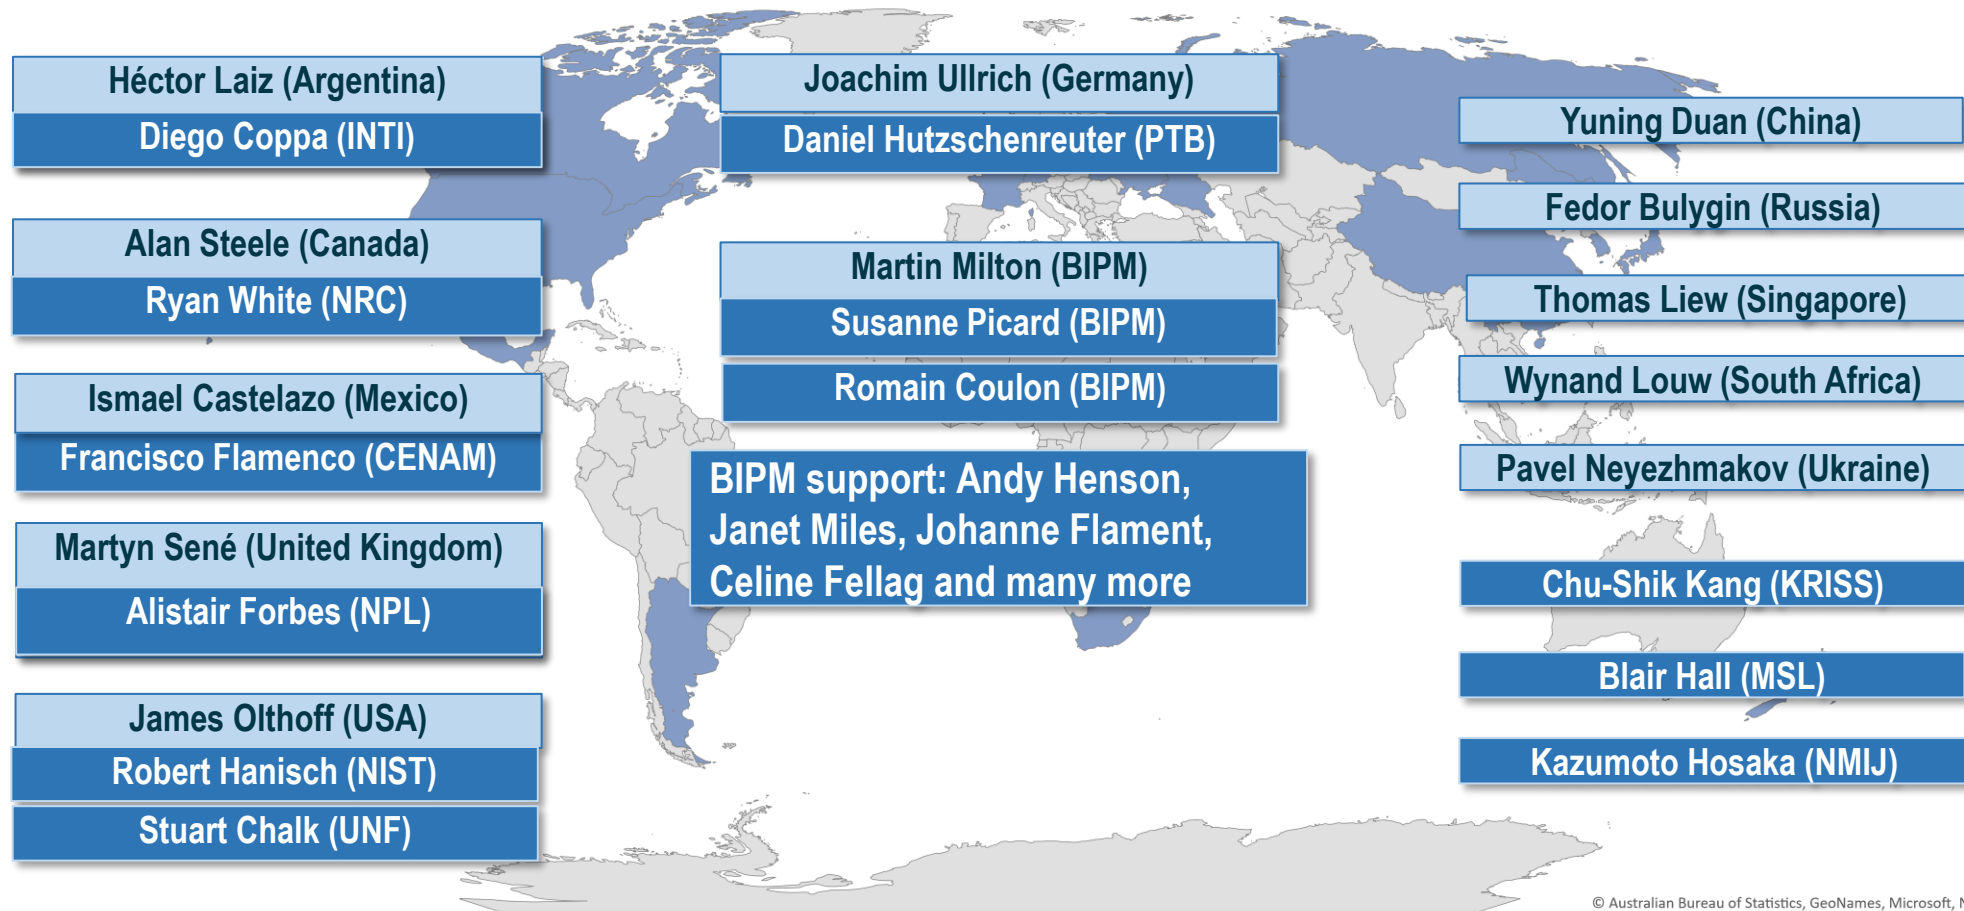 Héctor Laiz (Argentina)
Diego Coppa (INTI)
Alan Steele (Canada)
Ryan White (NRC)
Ismael Castelazo (Mexico)
Francisco Flamenco (CENAM)
Martyn Sené (United Kingdom)
Alistair Forbes (NPL)
James Olthoff (USA)
Robert Hanisch (NIST)
Stuart Chalk (UNF)
Joachim Ullrich (Germany)
Daniel Hutzschenreuter (PTB)
Martin Milton (BIPM)
Susanne Picard (BIPM)
Romain Coulon (BIPM)
BIPM support: Andy Henson,
Janet Miles, Johanne Flament,
Celine Fellag and many more
Yuning Duan (China)
Fedor Bulygin (Russia)
Thomas Liew (Singapore)
Wynand Louw (South Africa)
Pavel Neyezhmakov (Ukraine)
Chu-Shik Kang (KRISS)
Blair Hall (MSL)
Kazumoto Hosaka (NMIJ)
© Australian Bureau of Statistics, GeoNames, Microsoft,